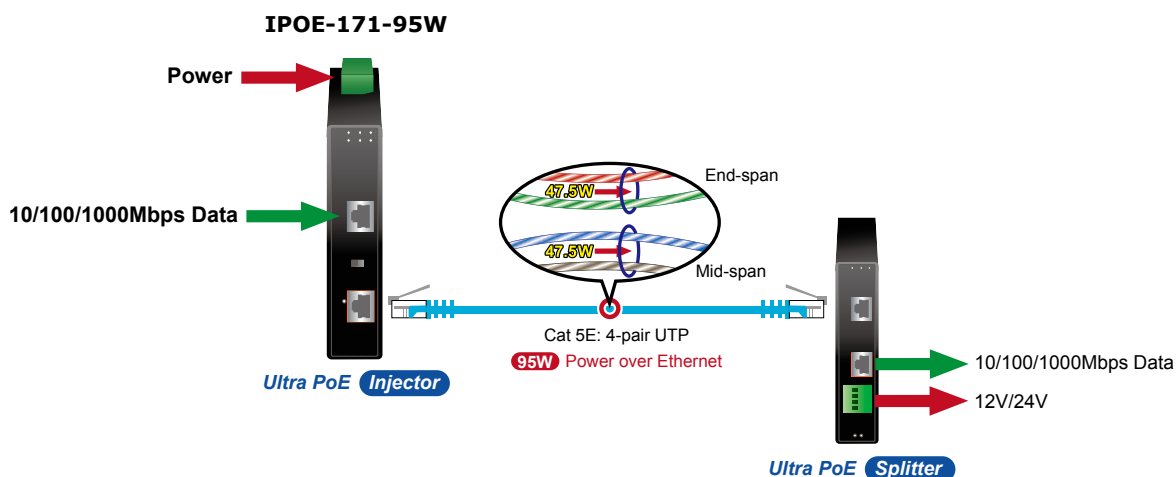 IPOE-171-95W
Power
10/100/1000Mbps Data
47.5W
End-span
47.5W
Mid-span
Cat 5E: 4-pair UTP
95W Power over Ethernet
Ultra PoE Injector
10/100/1000Mbps Data
12V/24V
Ultra PoE Splitter